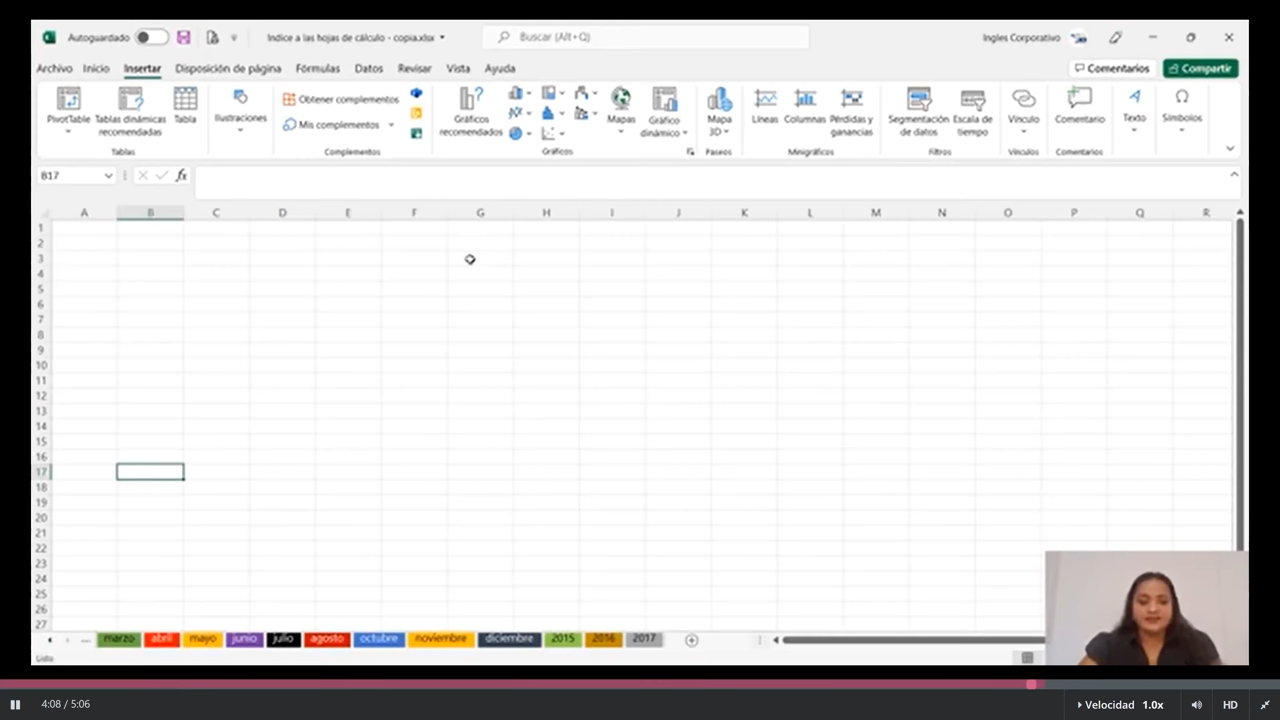 Autoguardado
Indice a las hojas de cálculo - copia.xlsx
Buscar (Alt+Q)
Ingles Corporativo
Archivo Inicio Insertar Disposición de página Fórmulas Datos Revisar Vista Ayuda
Comentarios Compartir
PivotTable
Tablas dinámicas recomendadas
Tabla
Ilustraciones
Obtener complementos
Mis complementos
Gráficos recomendados
Mapas
Gráfico dinámico
Mapa 3D
Líneas
Columnas
Pérdidas y ganancias
Segmentación de datos
Escala de tiempo
Vínculo
Comentario
Texto
Símbolos
Tablas Complementos Gráficos Paseos Minigráficos Filtros Vínculos Comentarios
B17 fx
A B C D E F G H I J K L M N O P Q R
1
2
3
4
5
6
7
8
9
10
11
12
13
14
15
16
17
18
19
20
21
22
23
24
25
26
27
... marzo abril mayo junio julio agosto octubre noviembre diciembre 2015 2016 2017
Listo
4:08 / 5:06
Velocidad 1.0x HD